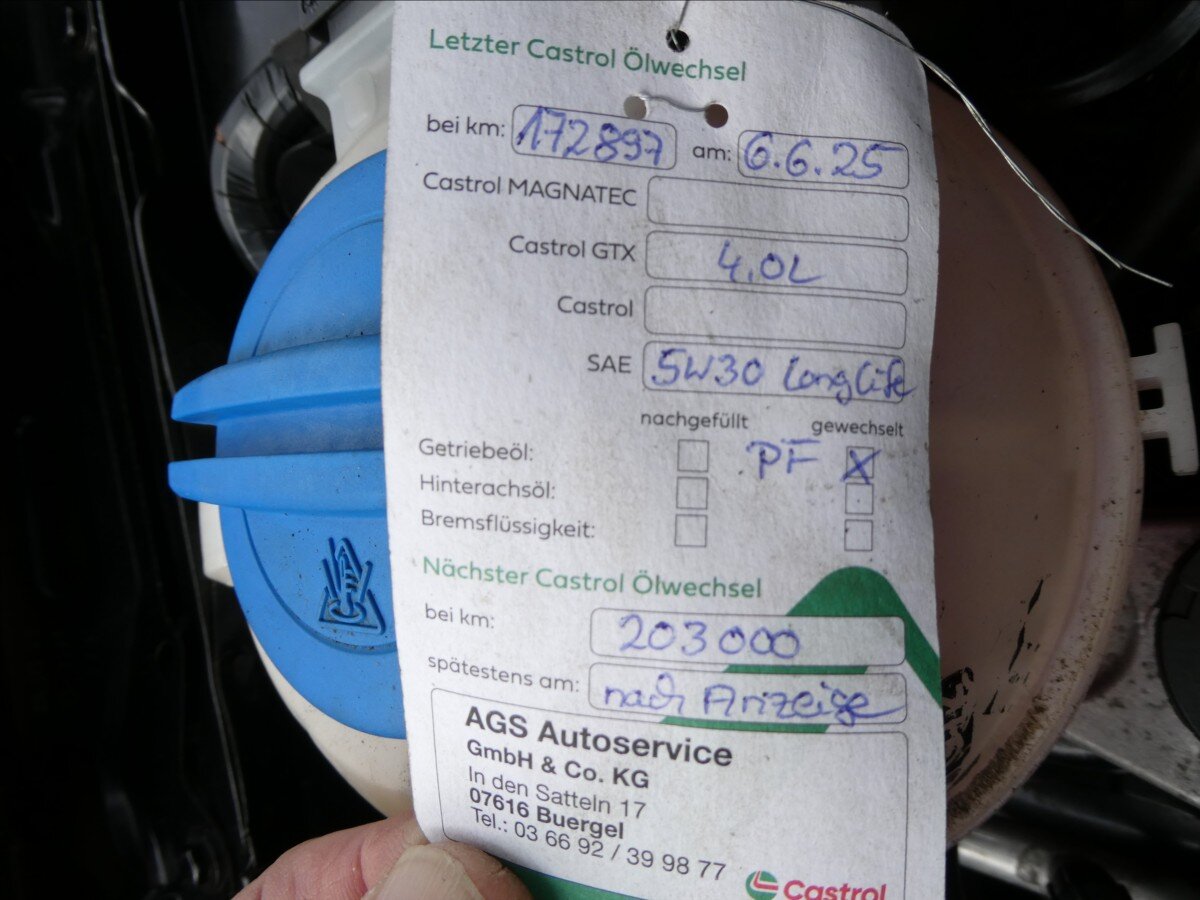 Letzter Castrol Ölwechsel
bei km: 172897 am: 6.6.25
Castrol MAGNATEC
Castrol GTX 4.0L
Castrol
SAE 5W30 Longlife
nachgefüllt gewechselt
Getriebeöl: PF X
Hinterachsöl:
Bremsflüssigkeit:
Nächster Castrol Ölwechsel
bei km: 203000
spätestens am: nach Anzeige
AGS Autoservice
GmbH & Co. KG
In den Satteln 17
07616 Buergel
Tel.: 03 66 92 / 39 98 77
Castrol